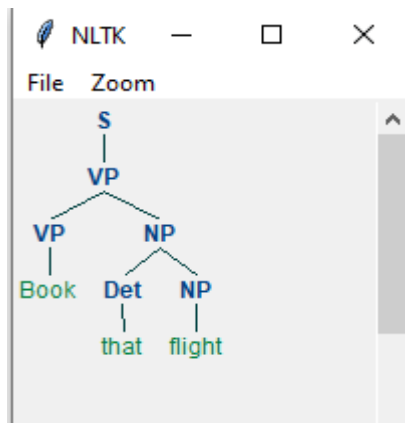 NLTK
File Zoom
S
VP
VP NP
Book Det NP
that flight